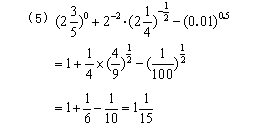 （5） (2 3/5)^0 + 2^{-2} · (2 1/4)^{-1/2} − (0.01)^{0.5}
= 1 + 1/4 × (4/9)^{1/2} − (1/100)^{1/2}
= 1 + 1/6 − 1/10 = 1 1/15